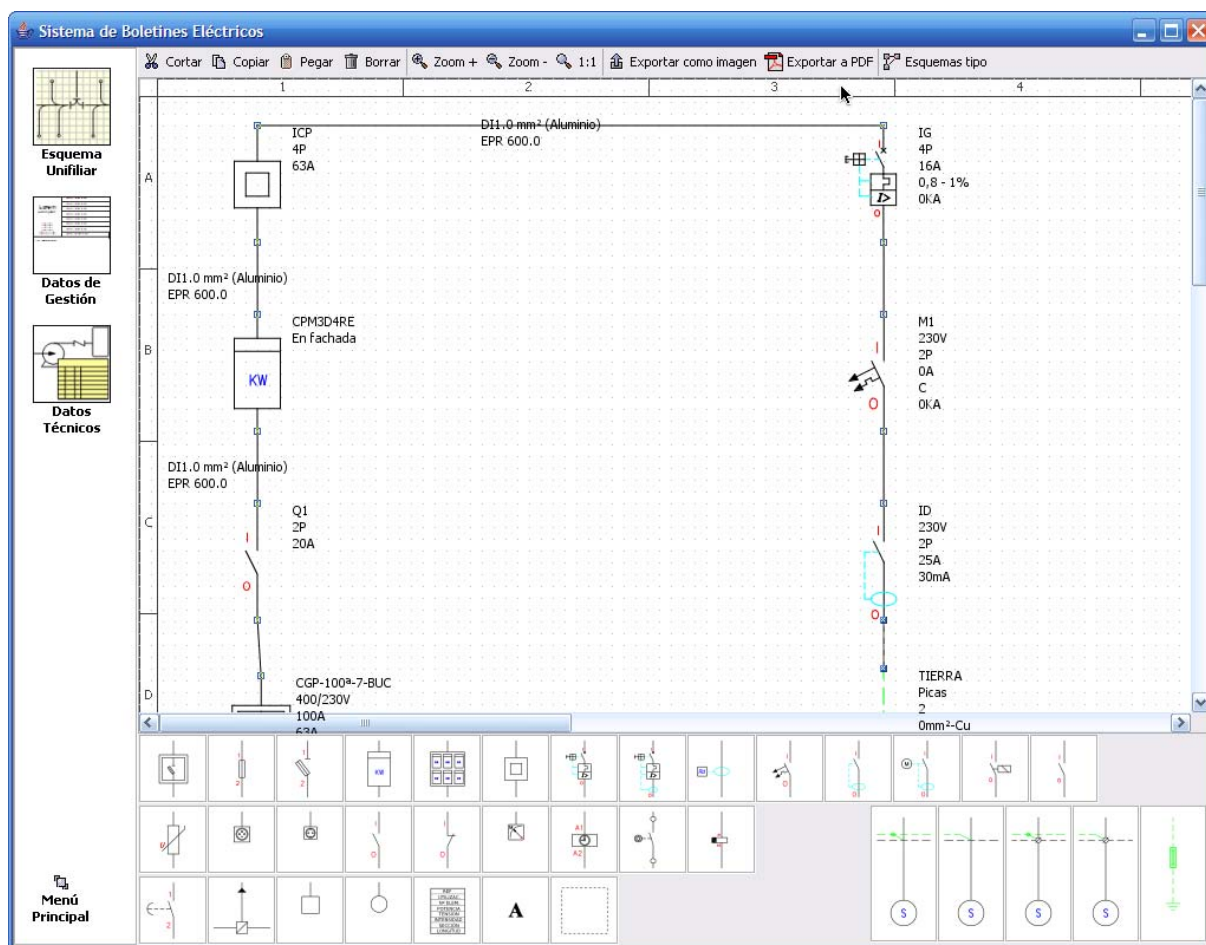 Sistema de Boletines Eléctricos
Cortar Copiar Pegar Borrar Zoom + Zoom - 1:1 Exportar como imagen Exportar a PDF Esquemas tipo
Esquema
Unifiliar
Datos de
Gestión
Datos
Técnicos
Menú
Principal
1 2 3 4
A
B
C
D
ICP
4P
63A
DI1.0 mm² (Aluminio)
EPR 600.0
IG
4P
16A
0,8 - 1%
0KA
I
I>
O
DI1.0 mm² (Aluminio)
EPR 600.0
CPM3D4RE
En fachada
KW
M1
230V
2P
0A
C
0KA
I
O
DI1.0 mm² (Aluminio)
EPR 600.0
Q1
2P
20A
I
O
ID
230V
2P
25A
30mA
I
O
CGP-100ª-7-BUC
400/230V
100A
63A
TIERRA
Picas
2
0mm²-Cu
KW
M
A1
A2
A
S S S S